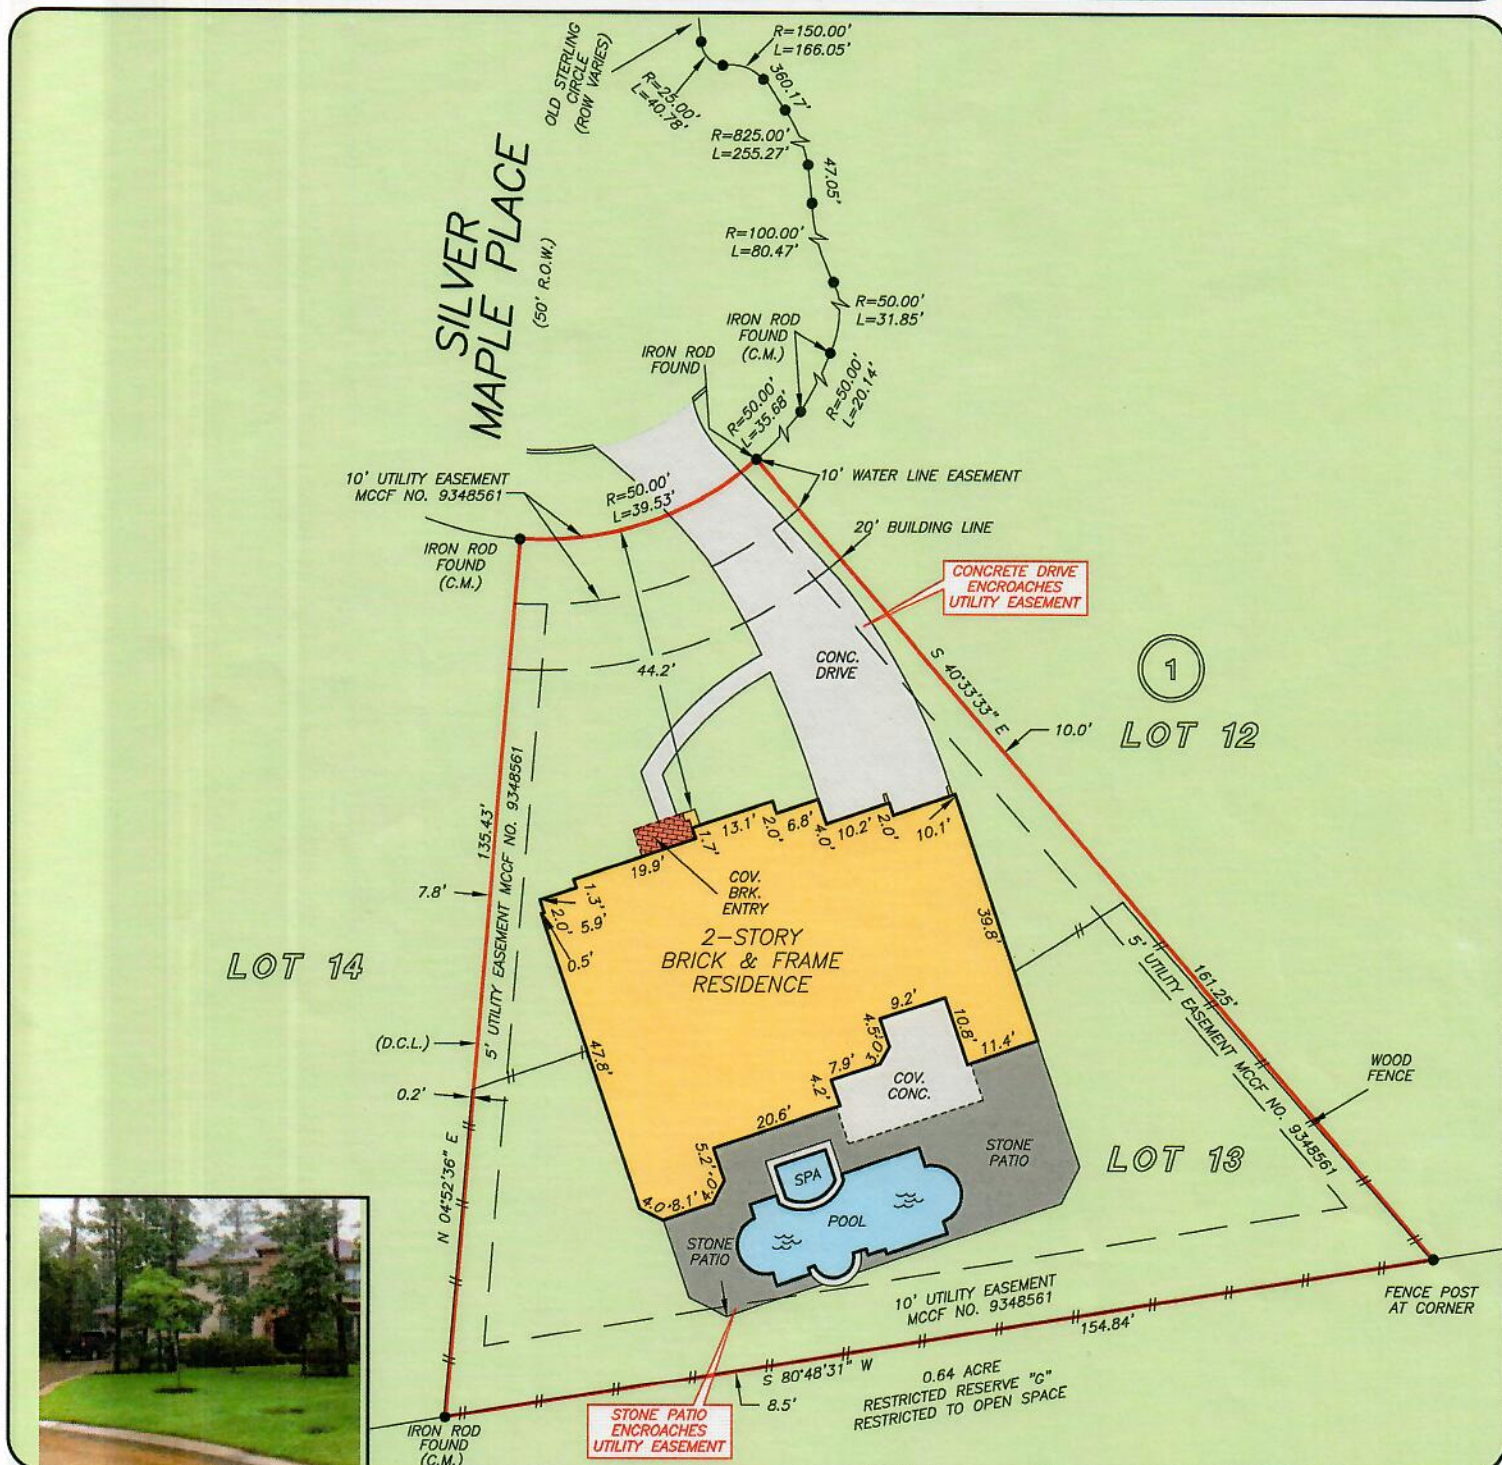 OLD STERLING
CIRCLE
(ROW VARIES)
R=150.00'
L=166.05'
R=25.00'
L=40.78'
360.17'
R=825.00'
L=255.27'
47.05'
SILVER
MAPLE PLACE
(50' R.O.W.)
R=100.00'
L=80.47'
R=50.00'
L=31.85'
IRON ROD
FOUND
(C.M.)
IRON ROD
FOUND
R=50.00'
L=20.14'
R=50.00'
L=35.68'
10' UTILITY EASEMENT
MCCF NO. 9348561
R=50.00'
L=39.53'
10' WATER LINE EASEMENT
20' BUILDING LINE
IRON ROD
FOUND
(C.M.)
CONCRETE DRIVE
ENCROACHES
UTILITY EASEMENT
44.2'
CONC.
DRIVE
S 40°33'33" E
1
LOT 12
10.0'
135.43'
5' UTILITY EASEMENT MCCF NO. 9348561
13.1'
2.0'
6.8'
4.0'
10.2'
2.0'
10.1'
1.7'
19.9'
COV.
BRK.
ENTRY
7.8'
1.3'
5.9'
2.0'
0.5'
2-STORY
BRICK & FRAME
RESIDENCE
39.8'
LOT 14
5' UTILITY EASEMENT MCCF NO. 9348561
161.25'
9.2'
4.5'
3.0'
10.8'
11.4'
(D.C.L.)
47.8'
7.9'
4.2'
COV.
CONC.
WOOD
FENCE
0.2'
20.6'
N 04°52'36" E
5.2'
4.0'
8.1'
4.0'
STONE
PATIO
LOT 13
SPA
POOL
STONE
PATIO
10' UTILITY EASEMENT
MCCF NO. 9348561
FENCE POST
AT CORNER
154.84'
S 80°48'31" W
8.5'
0.64 ACRE
RESTRICTED RESERVE "G"
RESTRICTED TO OPEN SPACE
STONE PATIO
ENCROACHES
UTILITY EASEMENT
IRON ROD
FOUND
(C.M.)